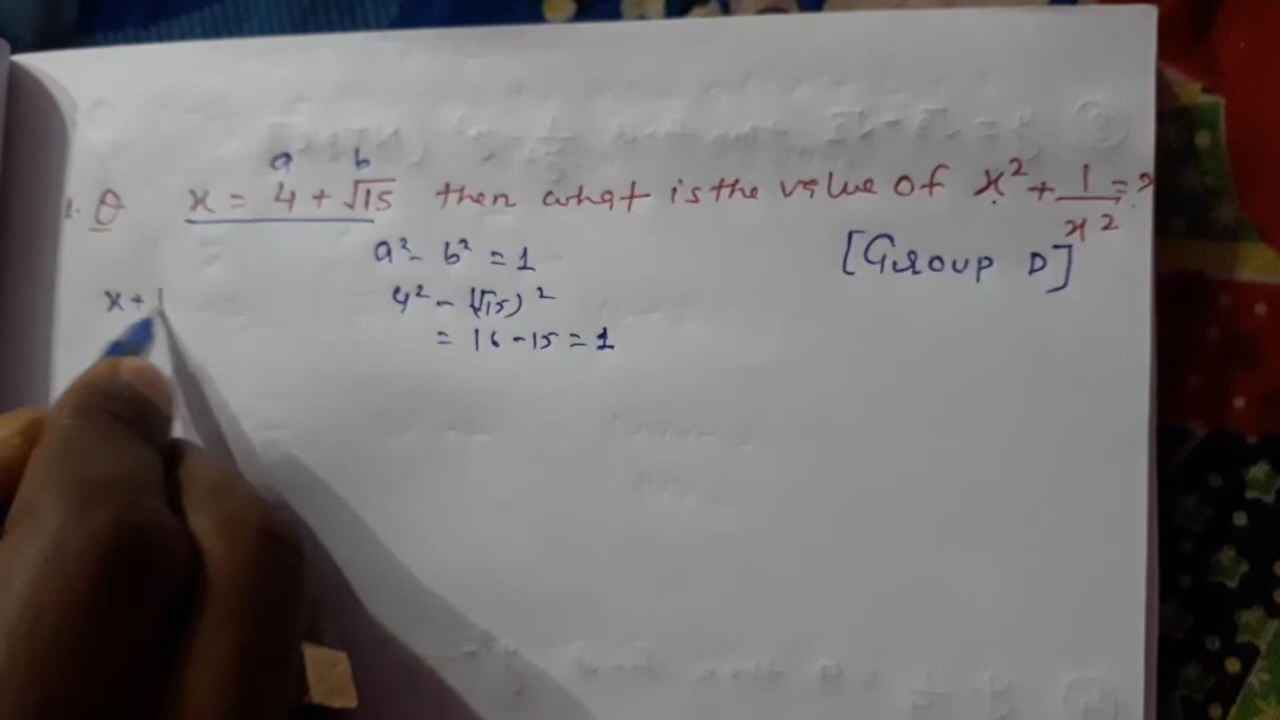 a b
1. Q x = 4 + √15 then what is the value of x² + 1/x² = ?
a² - b² = 1
[Group D]
4² - (√15)²
x + 1
= 16 - 15 = 1